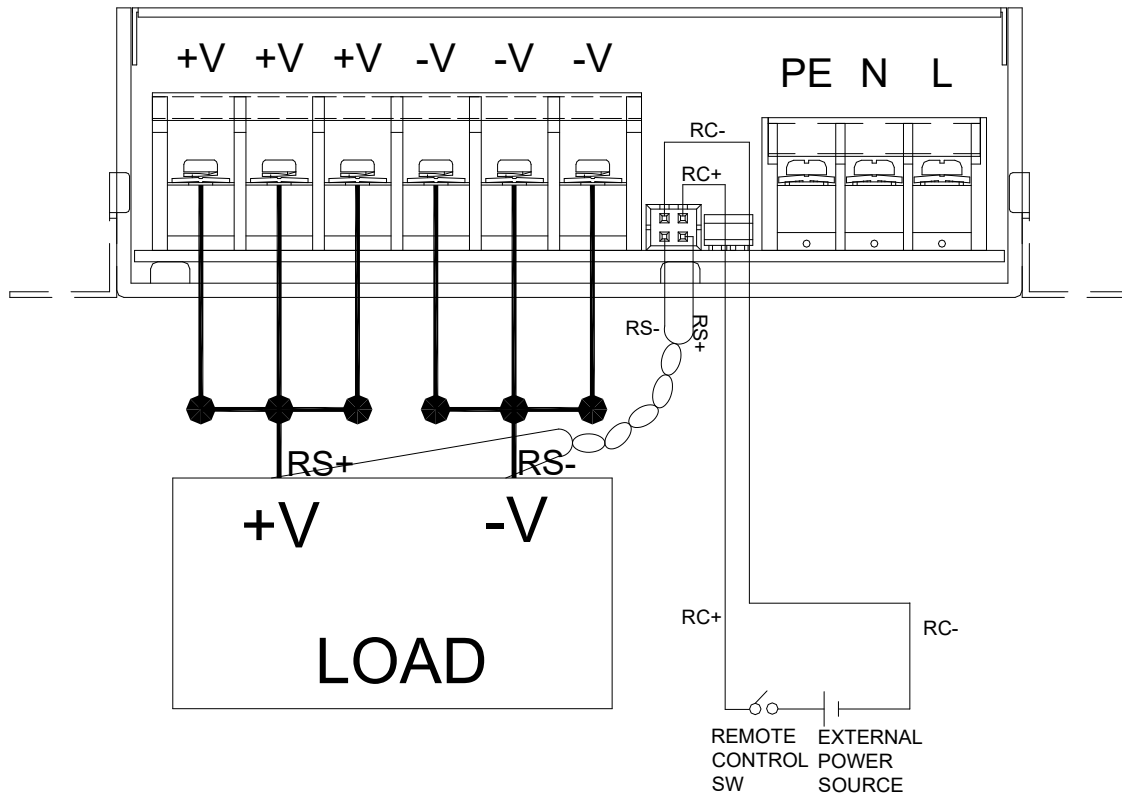 +V +V +V -V -V -V
PE N L
RC-
RC+
RS-
RS+
RS+
RS-
+V -V
LOAD
RC+
RC-
REMOTE
CONTROL
SW
EXTERNAL
POWER
SOURCE